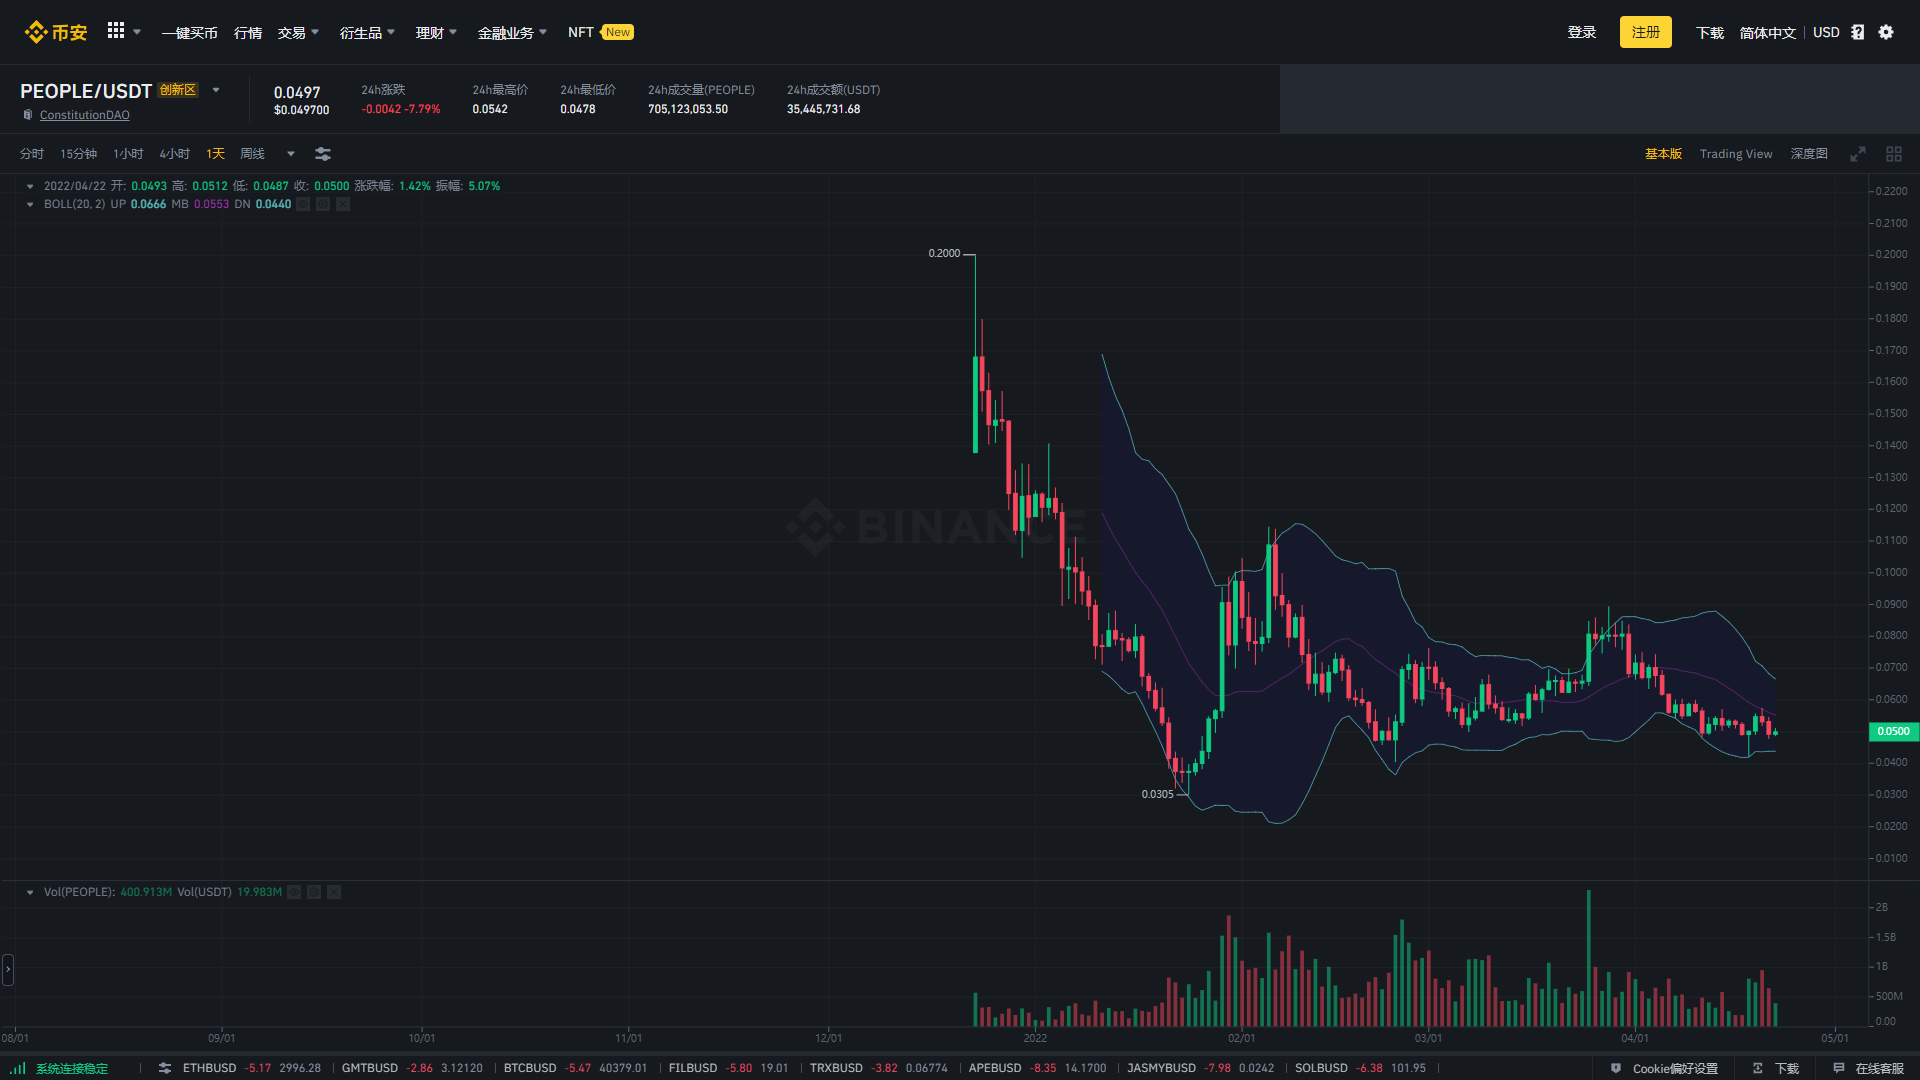 币安 一键买币 行情 交易 衍生品 理财 金融业务 NFT New 登录 注册 下载 简体中文 USD
PEOPLE/USDT 创新区
ConstitutionDAO
0.0497
$0.049700
24h涨跌
-0.0042 -7.79%
24h最高价
0.0542
24h最低价
0.0478
24h成交量(PEOPLE)
705,123,053.50
24h成交额(USDT)
35,445,731.68
分时 15分钟 1小时 4小时 1天 周线 基本版 Trading View 深度图
2022/04/22 开: 0.0493 高: 0.0512 低: 0.0487 收: 0.0500 涨跌幅: 1.42% 振幅: 5.07%
BOLL(20, 2) UP 0.0666 MB 0.0553 DN 0.0440
0.2200
0.2100
0.2000
0.1900
0.1800
0.1700
0.1600
0.1500
0.1400
0.1300
0.1200
0.1100
0.1000
0.0900
0.0800
0.0700
0.0600
0.0500
0.0400
0.0300
0.0200
0.0100
0.2000
BINANCE
0.0305
Vol(PEOPLE): 400.913M Vol(USDT) 19.983M
2B
1.5B
1B
500M
0.00
08/01 09/01 10/01 11/01 12/01 2022 02/01 03/01 04/01 05/01
系统连接稳定 ETHBUSD -5.17 2996.28 GMTBUSD -2.86 3.12120 BTCBUSD -5.47 40379.01 FILBUSD -5.80 19.01 TRXBUSD -3.82 0.06774 APEBUSD -8.35 14.1700 JASMYBUSD -7.98 0.0242 SOLBUSD -6.38 101.95 Cookie偏好设置 下载 在线客服